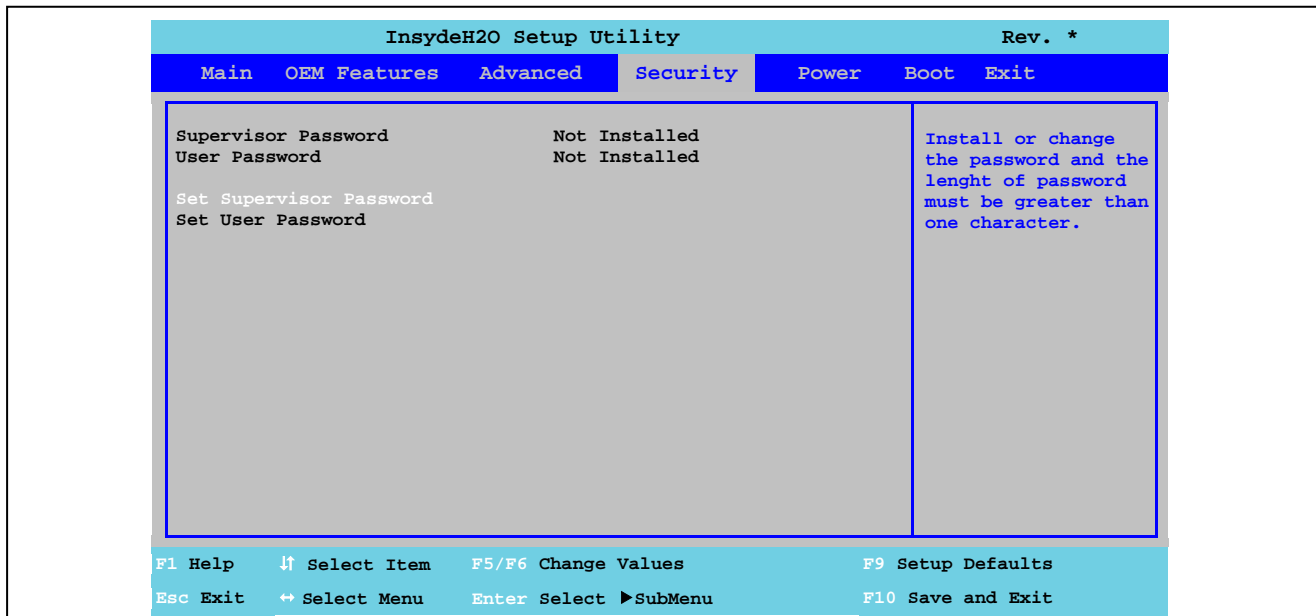 InsydeH2O Setup Utility Rev. *
Main OEM Features Advanced Security Power Boot Exit
Supervisor Password Not Installed
User Password Not Installed
Set Supervisor Password
Set User Password
Install or change
the password and the
lenght of password
must be greater than
one character.
F1 Help ↓↑ Select Item F5/F6 Change Values F9 Setup Defaults
Esc Exit ↔ Select Menu Enter Select ▶SubMenu F10 Save and Exit